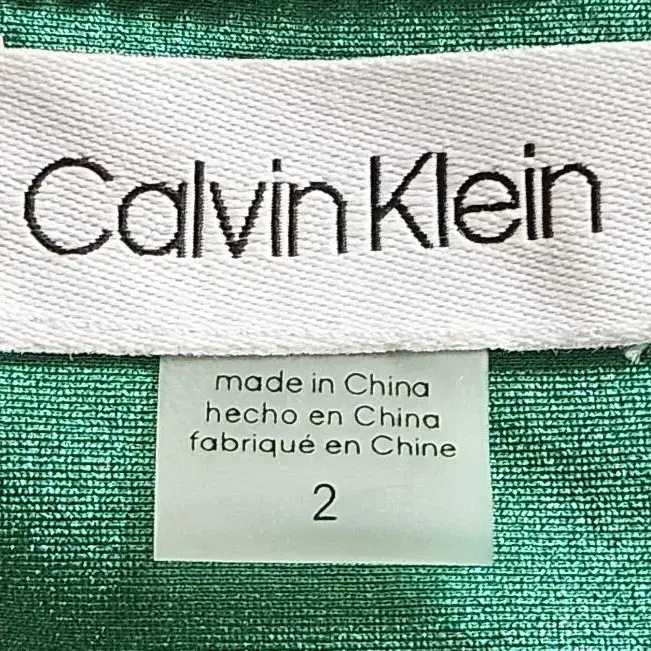 Calvin Klein
made in China
hecho en China
fabriqué en Chine
2